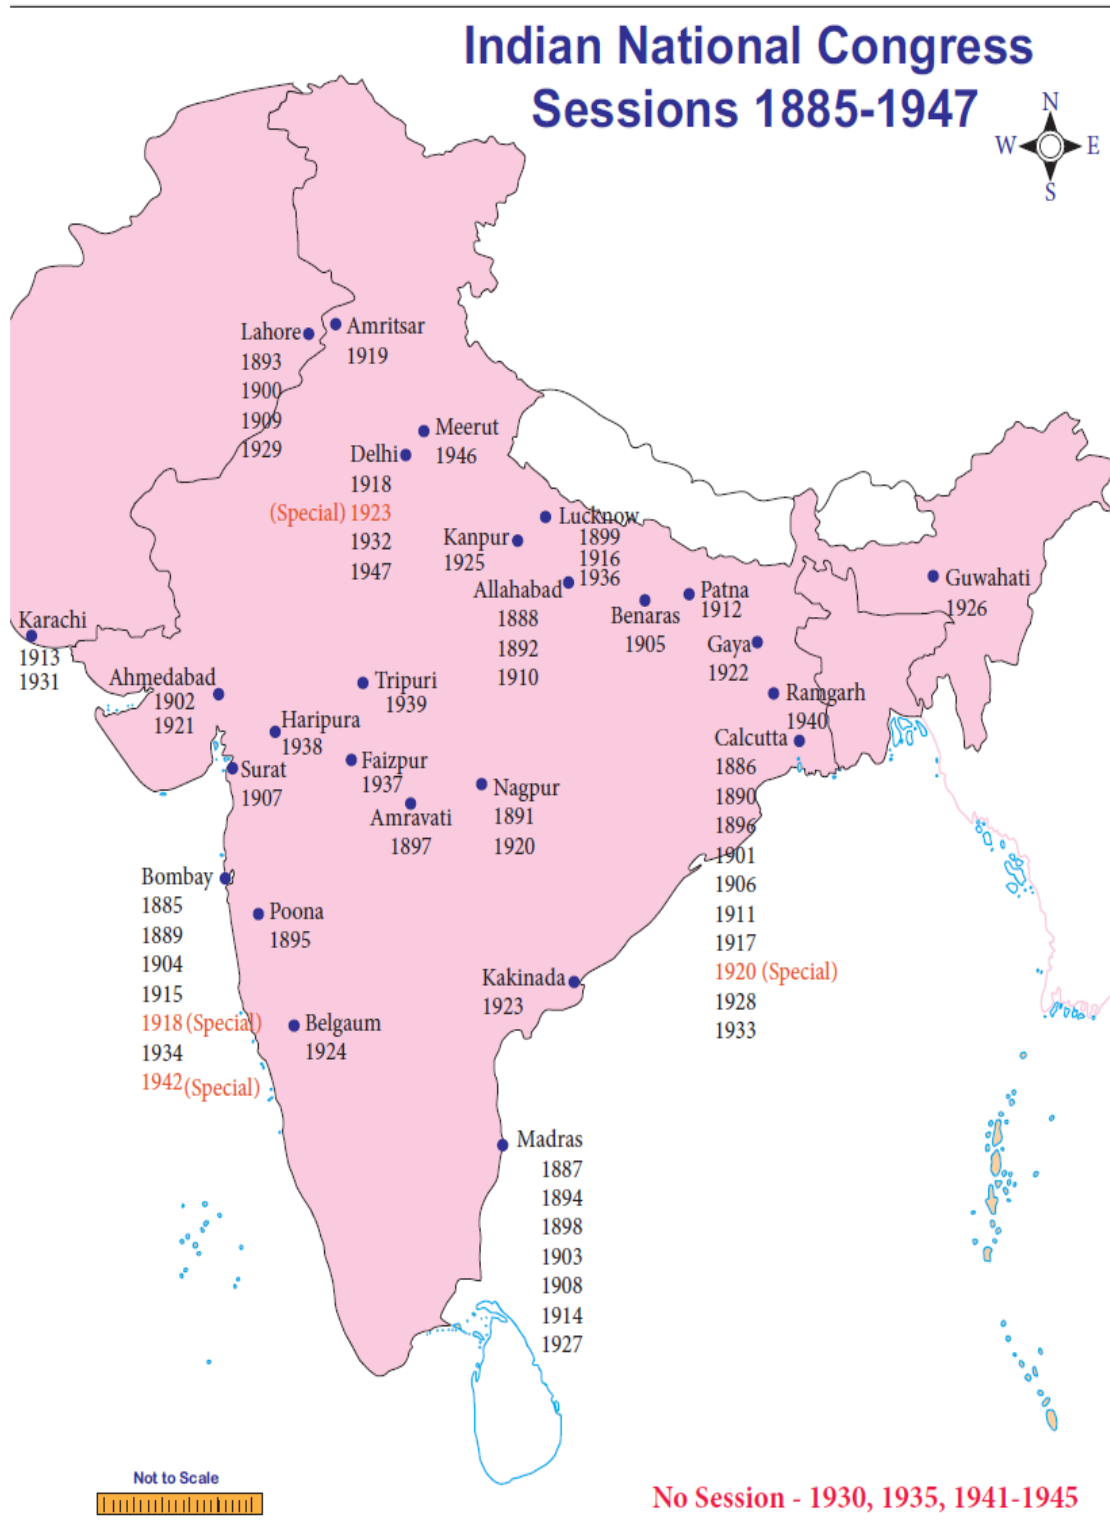 Indian National Congress
Sessions 1885-1947
N
W
E
S
Lahore
1893
1900
1909
1929
Amritsar
1919
Meerut
1946
Delhi
1918
(Special) 1923
1932
1947
Lucknow
1899
1916
1936
Kanpur
1925
Allahabad
1888
1892
1910
Benaras
1905
Patna
1912
Gaya
1922
Guwahati
1926
Karachi
1913
1931
Ahmedabad
1902
1921
Tripuri
1939
Haripura
1938
Ramgarh
1940
Surat
1907
Faizpur
1937
Amravati
1897
Nagpur
1891
1920
Calcutta
1886
1890
1896
1901
1906
1911
1917
1920 (Special)
1928
1933
Bombay
1885
1889
1904
1915
1918 (Special)
1934
1942 (Special)
Poona
1895
Kakinada
1923
Belgaum
1924
Madras
1887
1894
1898
1903
1908
1914
1927
Not to Scale
No Session - 1930, 1935, 1941-1945